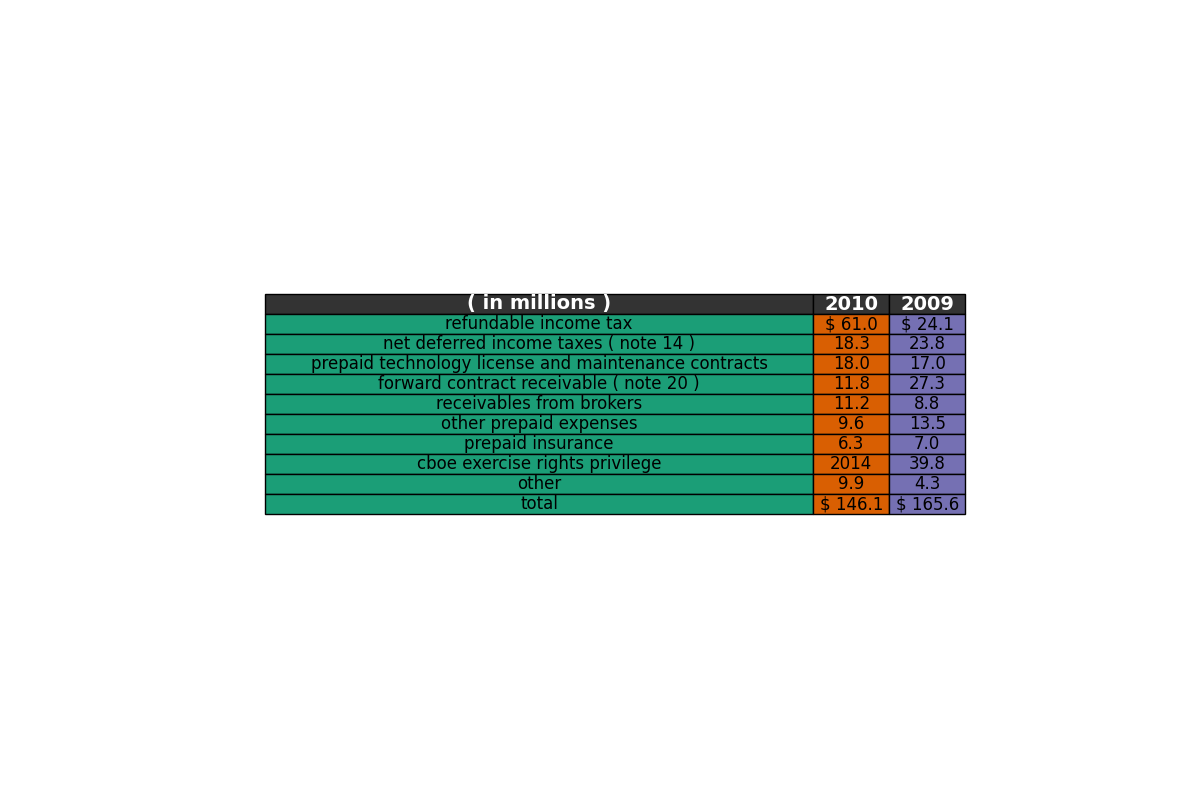 ( in millions ) 2010 2009
refundable income tax $ 61.0 $ 24.1
net deferred income taxes ( note 14 ) 18.3 23.8
prepaid technology license and maintenance contracts 18.0 17.0
forward contract receivable ( note 20 ) 11.8 27.3
receivables from brokers 11.2 8.8
other prepaid expenses 9.6 13.5
prepaid insurance 6.3 7.0
cboe exercise rights privilege 2014 39.8
other 9.9 4.3
total $ 146.1 $ 165.6